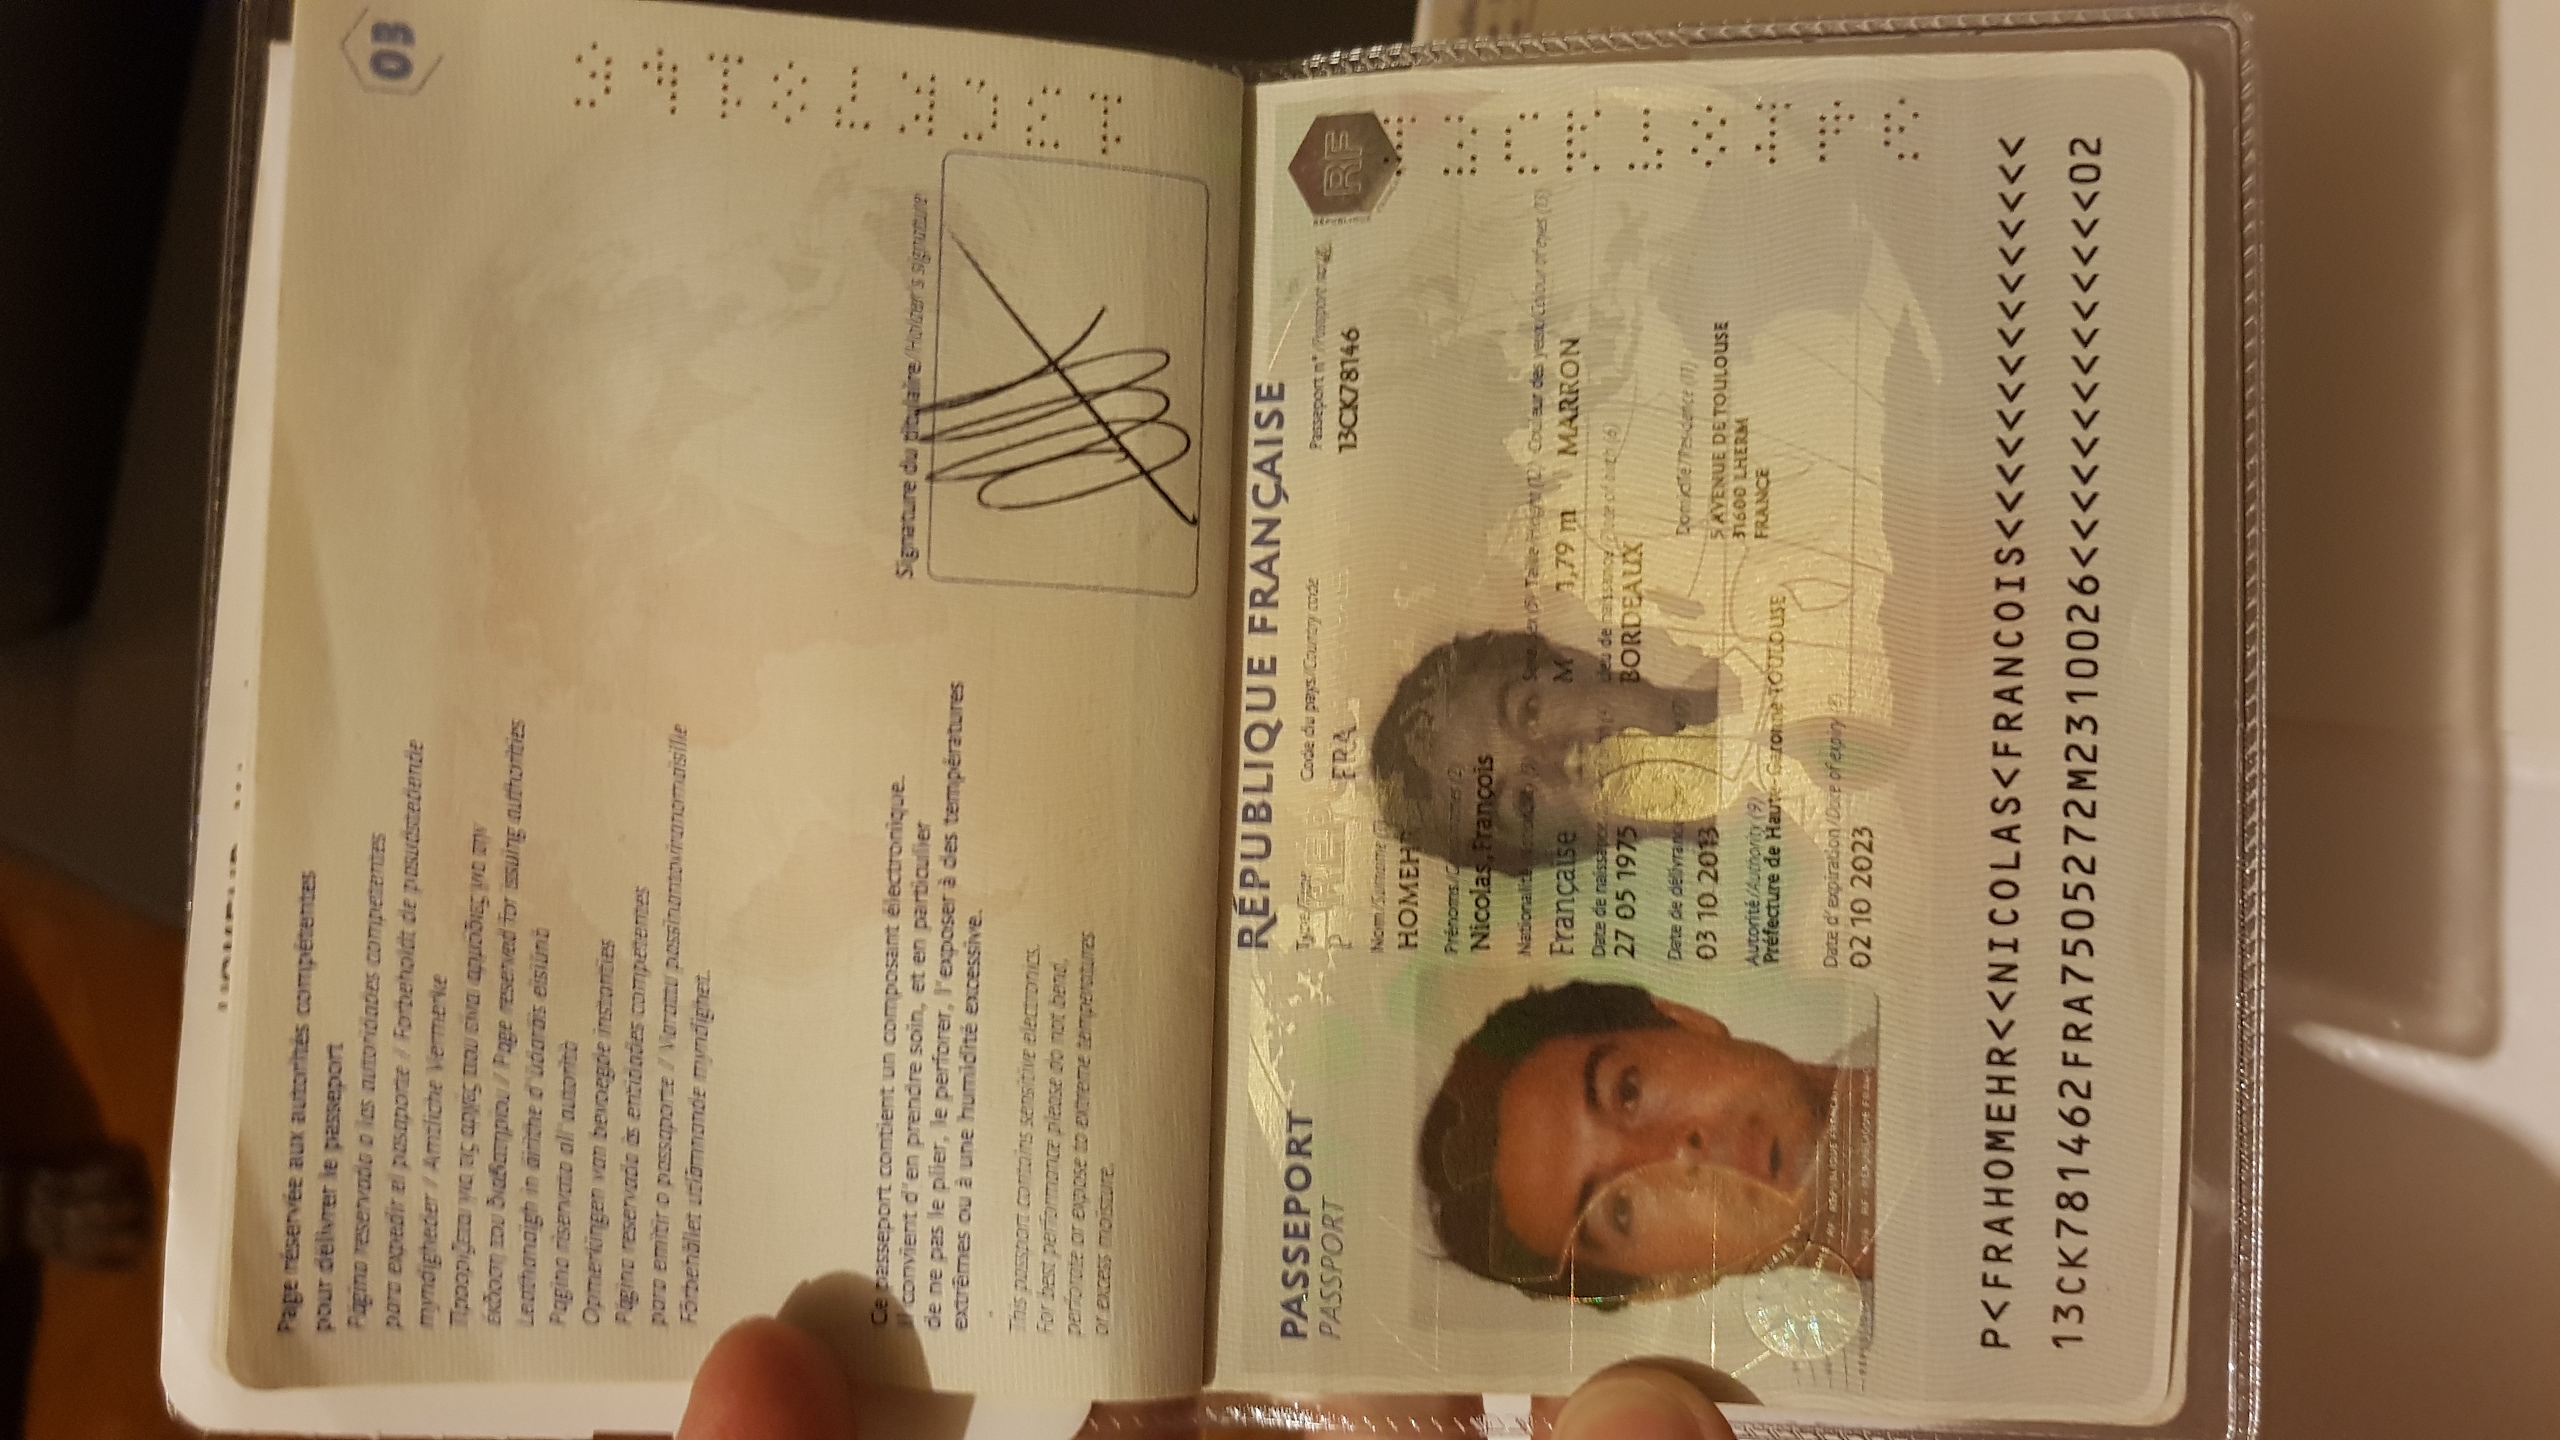 Page réservée aux autorités compétentes
pour délivrer le passeport
Página reservada a las autoridades competentes
para expedir el pasaporte / Forbeholdt de pasudstedende
myndigheder / Amtliche Vermerke
Προορίζεται για τις αρχές που είναι αρμόδιες για την
έκδοση του διαβατηρίου / Page reserved for issuing authorities
Leathanaigh in áirithe d'údaráis eisiúna
Pagina riservata all'autorità
Opmerkingen van bevoegde instanties
Página reservada às entidades competentes
para emitir o passaporte / Varattu passinantoviranomaisille
Förbehållet utlämnande myndighet.
03
Ce passeport contient un composant électronique.
Il convient d'en prendre soin, et en particulier
de ne pas le plier, le perforer, l'exposer à des températures
extrêmes ou à une humidité excessive.
This passport contains sensitive electronics.
For best performance please do not bend,
perforate or expose to extreme temperatures
or excess moisture.
Signature du titulaire/Holder's signature
RÉPUBLIQUE FRANÇAISE
PASSEPORT
PASSPORT
Type/Type Code du pays/Country code Passeport n°/Passport no
P FRA 13CK78146
RF
Nom/Surname (1)
HOMEHR
Prénoms/Given names (2)
Nicolas, François
Nationalité/Nationality (3) Sexe/Sex (5) Taille/Height (12) Couleur des yeux/Colour of eyes (13)
Française M 1,79 m MARRON
Date de naissance/Date of birth (4) Lieu de naissance/Place of birth (6)
27 05 1975 BORDEAUX
Date de délivrance
03 10 2013
Domicile/Residence (11)
5 AVENUE DE TOULOUSE
31600 LHERM
FRANCE
Autorité/Authority (9)
Préfecture de Haute-Garonne TOULOUSE
Date d'expiration/Date of expiry (8)
02 10 2023
P<FRAHOMEHR<<NICOLAS<FRANCOIS<<<<<<<<<<<<<<<
13CK781462FRA7505272M2310026<<<<<<<<<<<<<<02